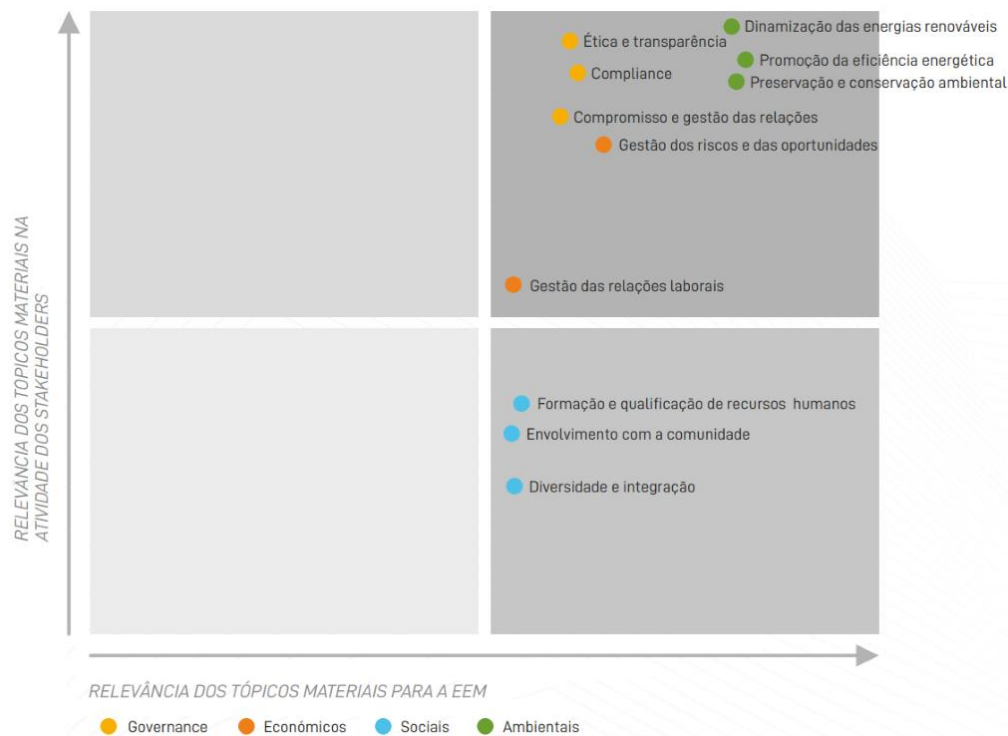 Dinamização das energias renováveis
Ética e transparência
Promoção da eficiência energética
Compliance
Preservação e conservação ambiental
Compromisso e gestão das relações
Gestão dos riscos e das oportunidades
Gestão das relações laborais
Formação e qualificação de recursos humanos
Envolvimento com a comunidade
Diversidade e integração
RELEVÂNCIA DOS TOPICOS MATERIAIS NA
ATIVIDADE DOS STAKEHOLDERS
RELEVÂNCIA DOS TÓPICOS MATERIAIS PARA A EEM
Governance
Económicos
Sociais
Ambientais